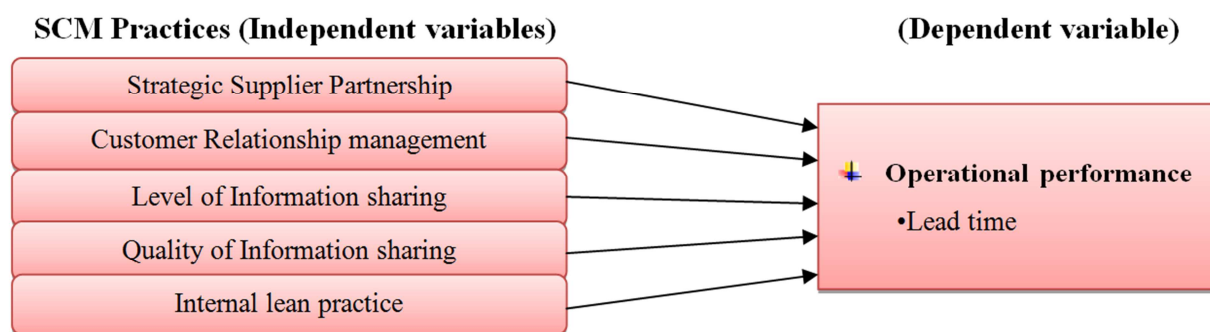 SCM Practices (Independent variables)
(Dependent variable)
Strategic Supplier Partnership
Customer Relationship management
Level of Information sharing
Quality of Information sharing
Internal lean practice
Operational performance
•Lead time